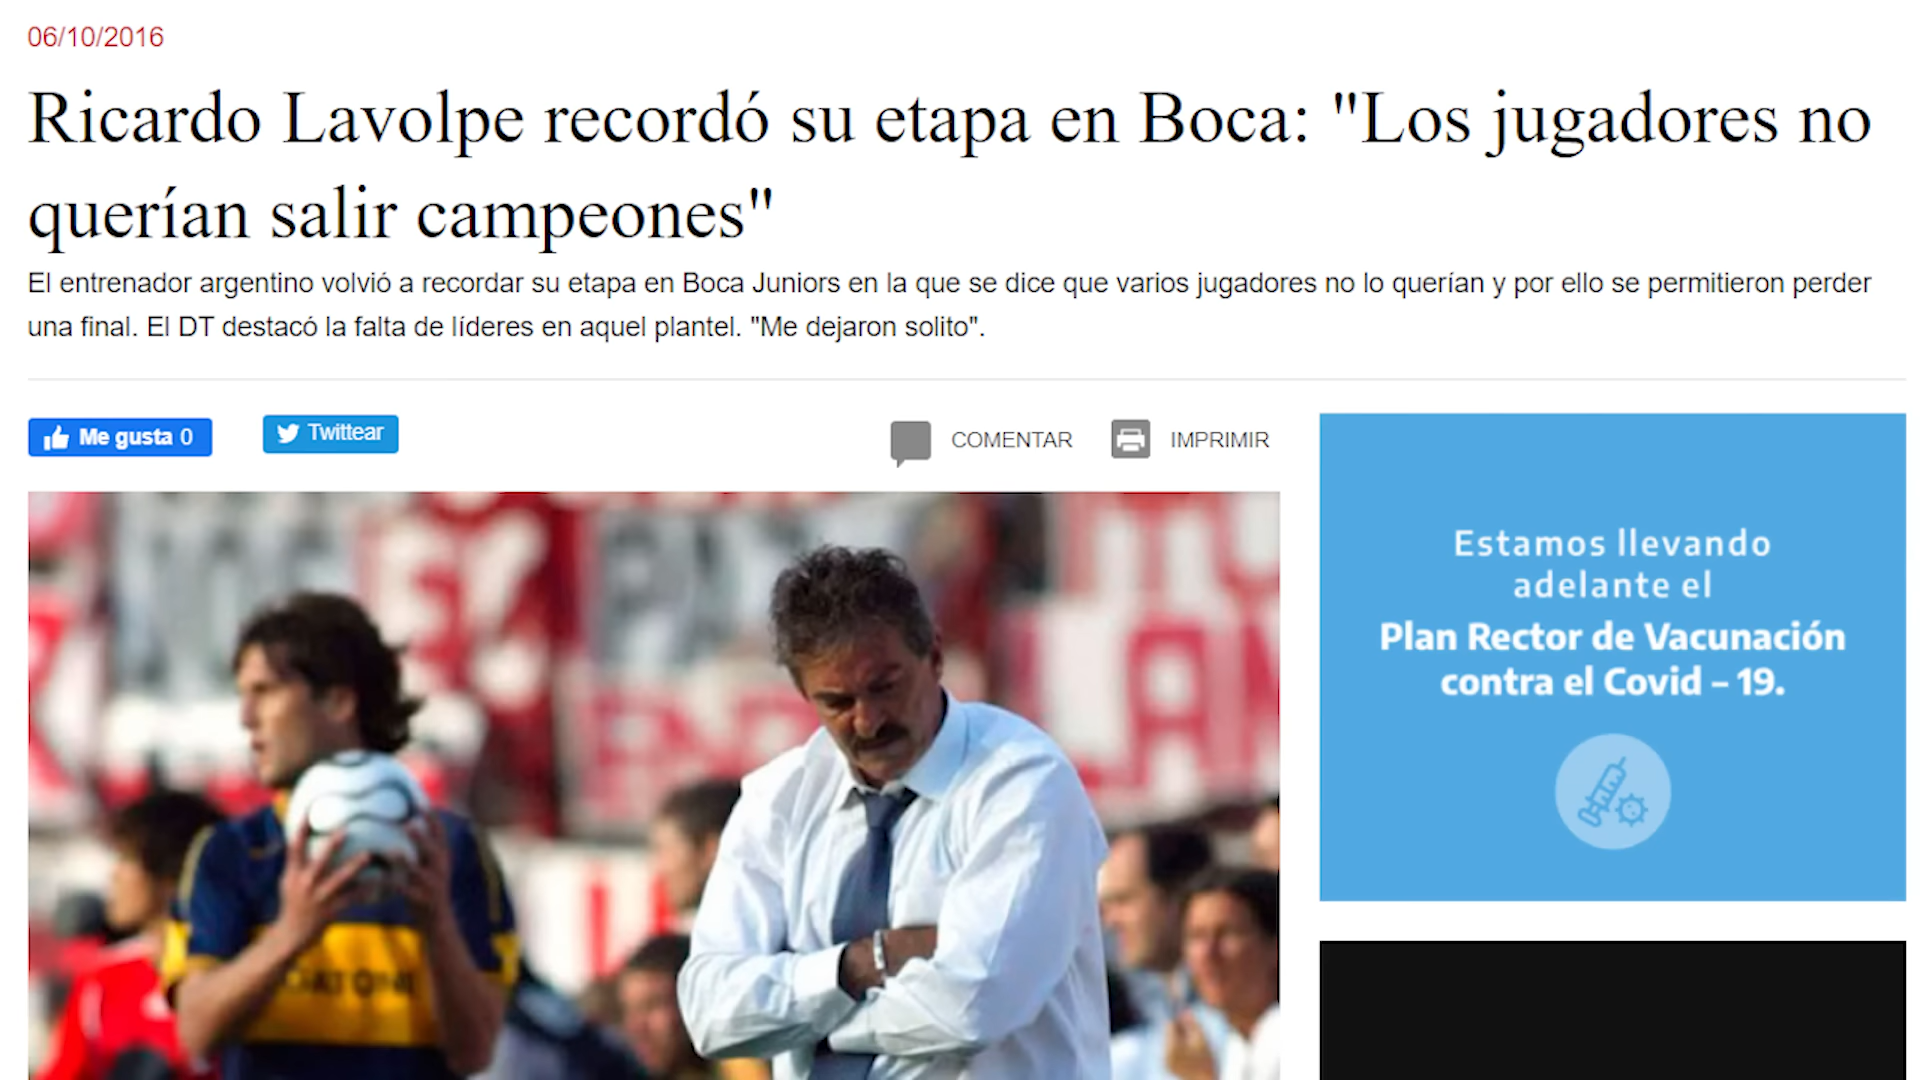 06/10/2016
Ricardo Lavolpe recordó su etapa en Boca: "Los jugadores no
querían salir campeones"
El entrenador argentino volvió a recordar su etapa en Boca Juniors en la que se dice que varios jugadores no lo querían y por ello se permitieron perder
una final. El DT destacó la falta de líderes en aquel plantel. "Me dejaron solito".
Me gusta 0
Twittear
COMENTAR
IMPRIMIR
Estamos llevando
adelante el
Plan Rector de Vacunación
contra el Covid – 19.